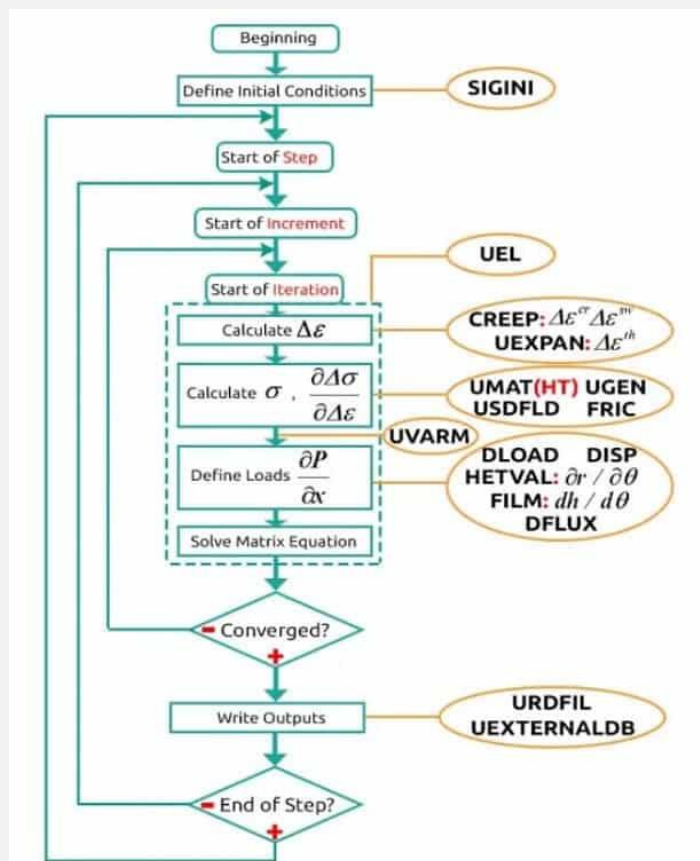 Beginning
Define Initial Conditions
SIGINI
Start of Step
Start of Increment
UEL
Start of Iteration
Calculate Δε
CREEP: Δε^cr Δε^sw
UEXPAN: Δε^th
Calculate σ , ∂Δσ / ∂Δε
UMAT(HT) UGEN
USDFLD FRIC
UVARM
Define Loads ∂P / ∂x
DLOAD DISP
HETVAL: ∂r / ∂θ
FILM: dh / dθ
DFLUX
Solve Matrix Equation
- Converged?
+
Write Outputs
URDFIL
UEXTERNALDB
- End of Step?
+